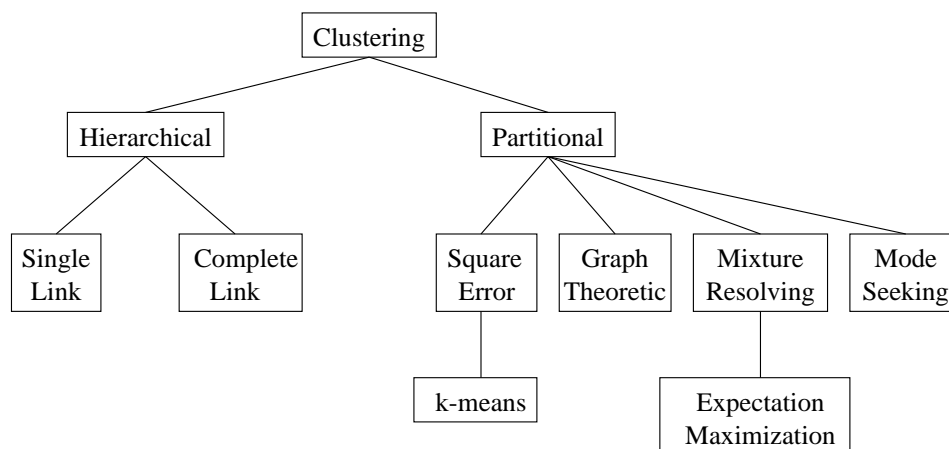 Clustering
Hierarchical
Partitional
Single
Link
Complete
Link
Square
Error
Graph
Theoretic
Mixture
Resolving
Mode
Seeking
k-means
Expectation
Maximization